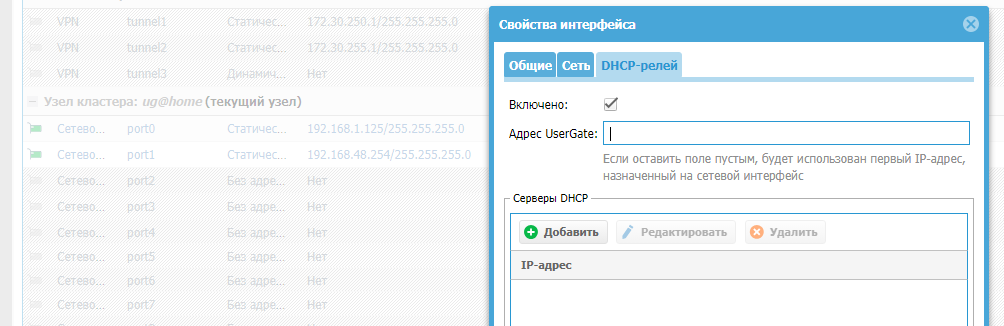 VPN tunnel1 Статичес... 172.30.250.1/255.255.255.0
VPN tunnel2 Статичес... 172.30.255.1/255.255.255.0
VPN tunnel3 Динамич... Нет
Узел кластера: ug@home (текущий узел)
Сетево... port0 Статичес... 192.168.1.125/255.255.255.0
Сетево... port1 Статичес... 192.168.48.254/255.255.255.0
Сетево... port2 Без адре... Нет
Сетево... port3 Без адре... Нет
Сетево... port4 Без адре... Нет
Сетево... port5 Без адре... Нет
Сетево... port6 Без адре... Нет
Сетево... port7 Без адре... Нет
Свойства интерфейса
Общие Сеть DHCP-релей
Включено:
Адрес UserGate:
Если оставить поле пустым, будет использован первый IP-адрес,
назначенный на сетевой интерфейс
Серверы DHCP
Добавить Редактировать Удалить
IP-адрес